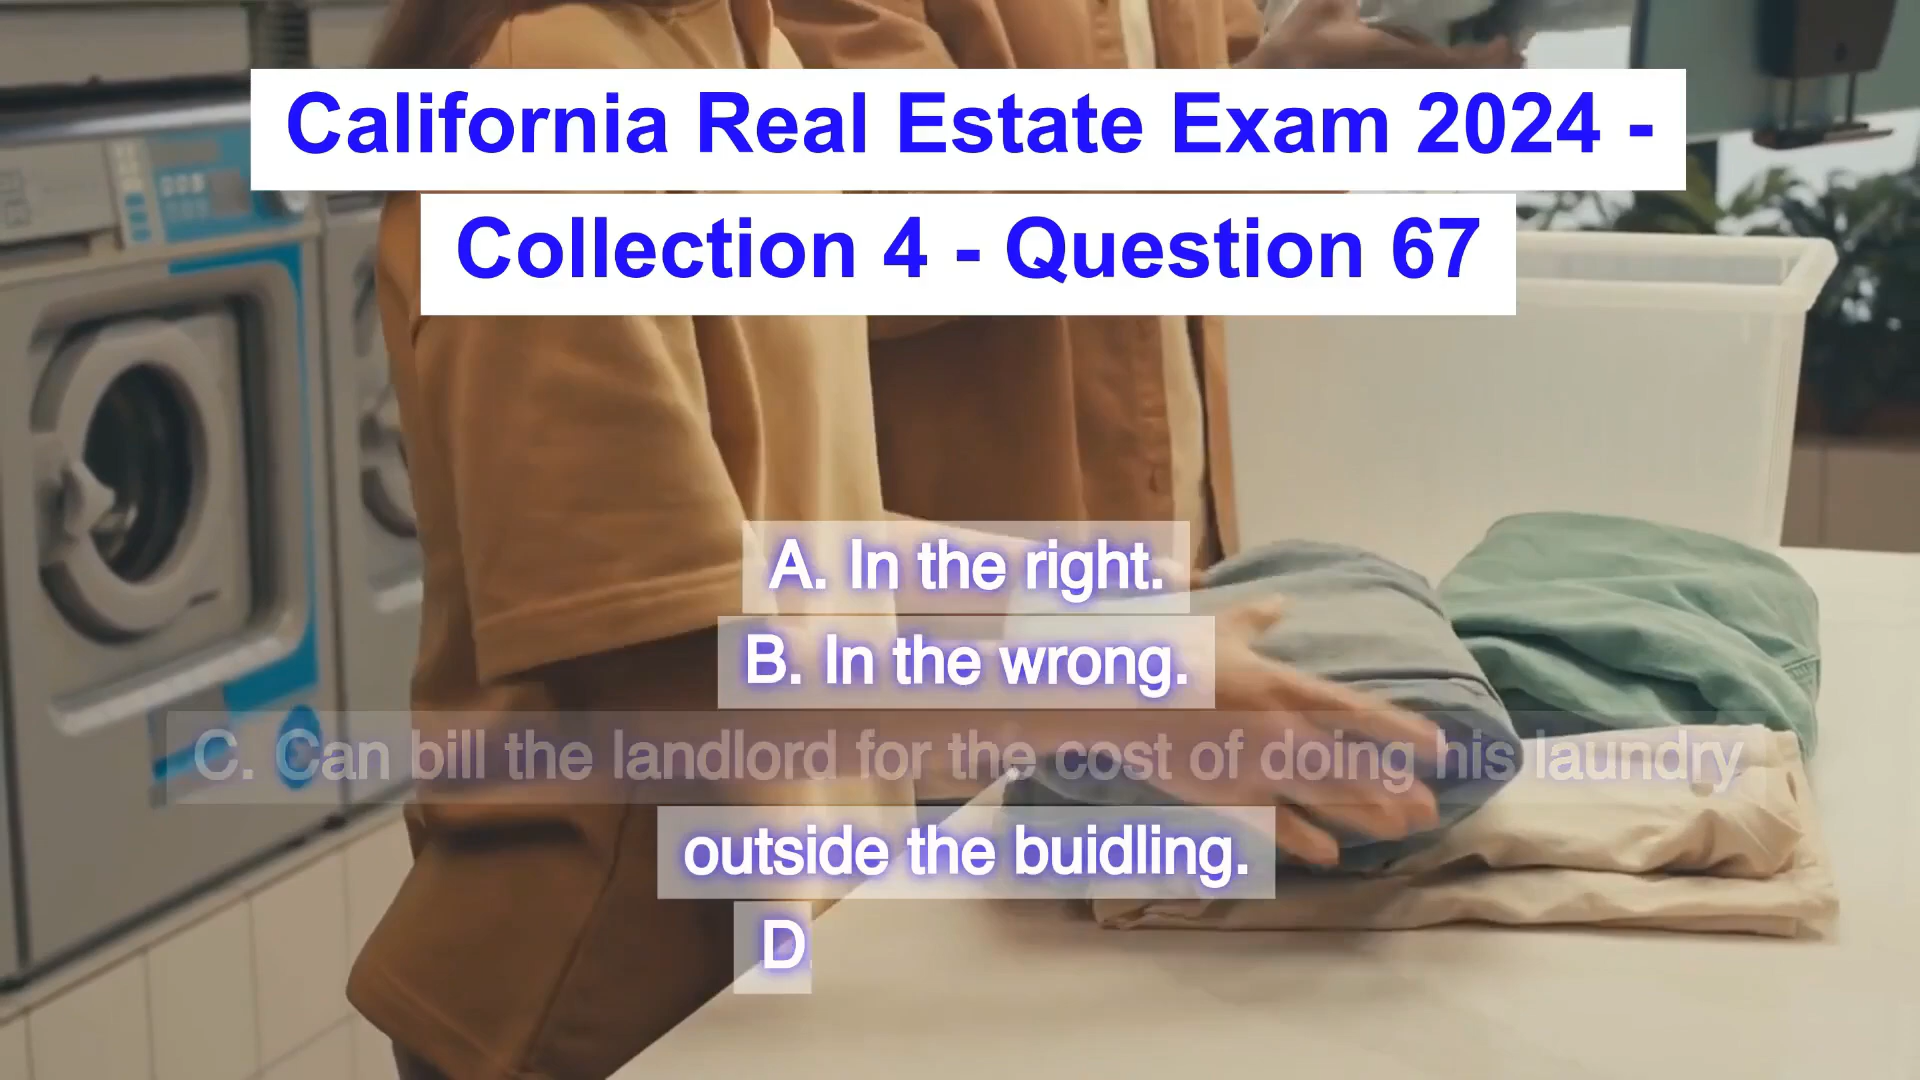 California Real Estate Exam 2024 -
Collection 4 - Question 67
A. In the right.
B. In the wrong.
C. Can bill the landlord for the cost of doing his laundry
outside the buidling.
D